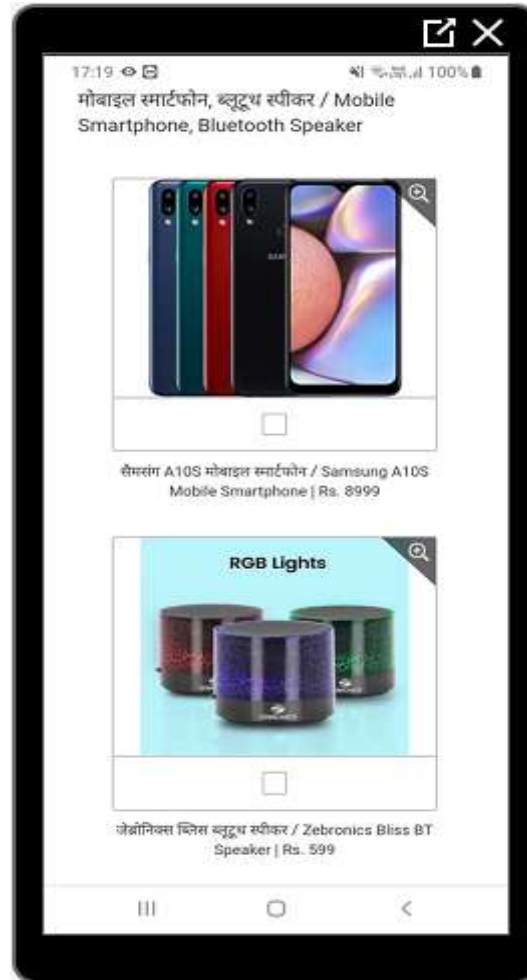 17:19
100%
मोबाइल स्मार्टफोन, ब्लूटूथ स्पीकर / Mobile
Smartphone, Bluetooth Speaker
सैमसंग A10S मोबाइल स्मार्टफोन / Samsung A10S
Mobile Smartphone | Rs. 8999
RGB Lights
जेब्रोनिक्स ब्लिस ब्लूटूथ स्पीकर / Zebronics Bliss BT
Speaker | Rs. 599